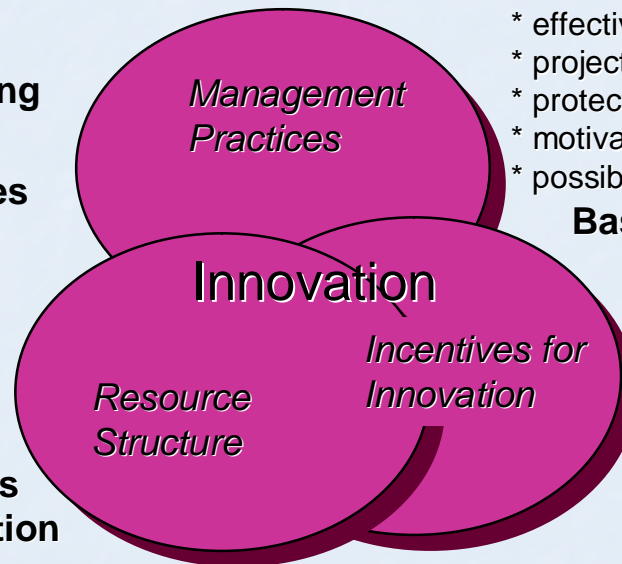 * effectiv
* project
ng
* protec
* motiva
* possib
es
Bas
Management
Practices
Innovation
Incentives for
Innovation
Resource
Structure
s
tion